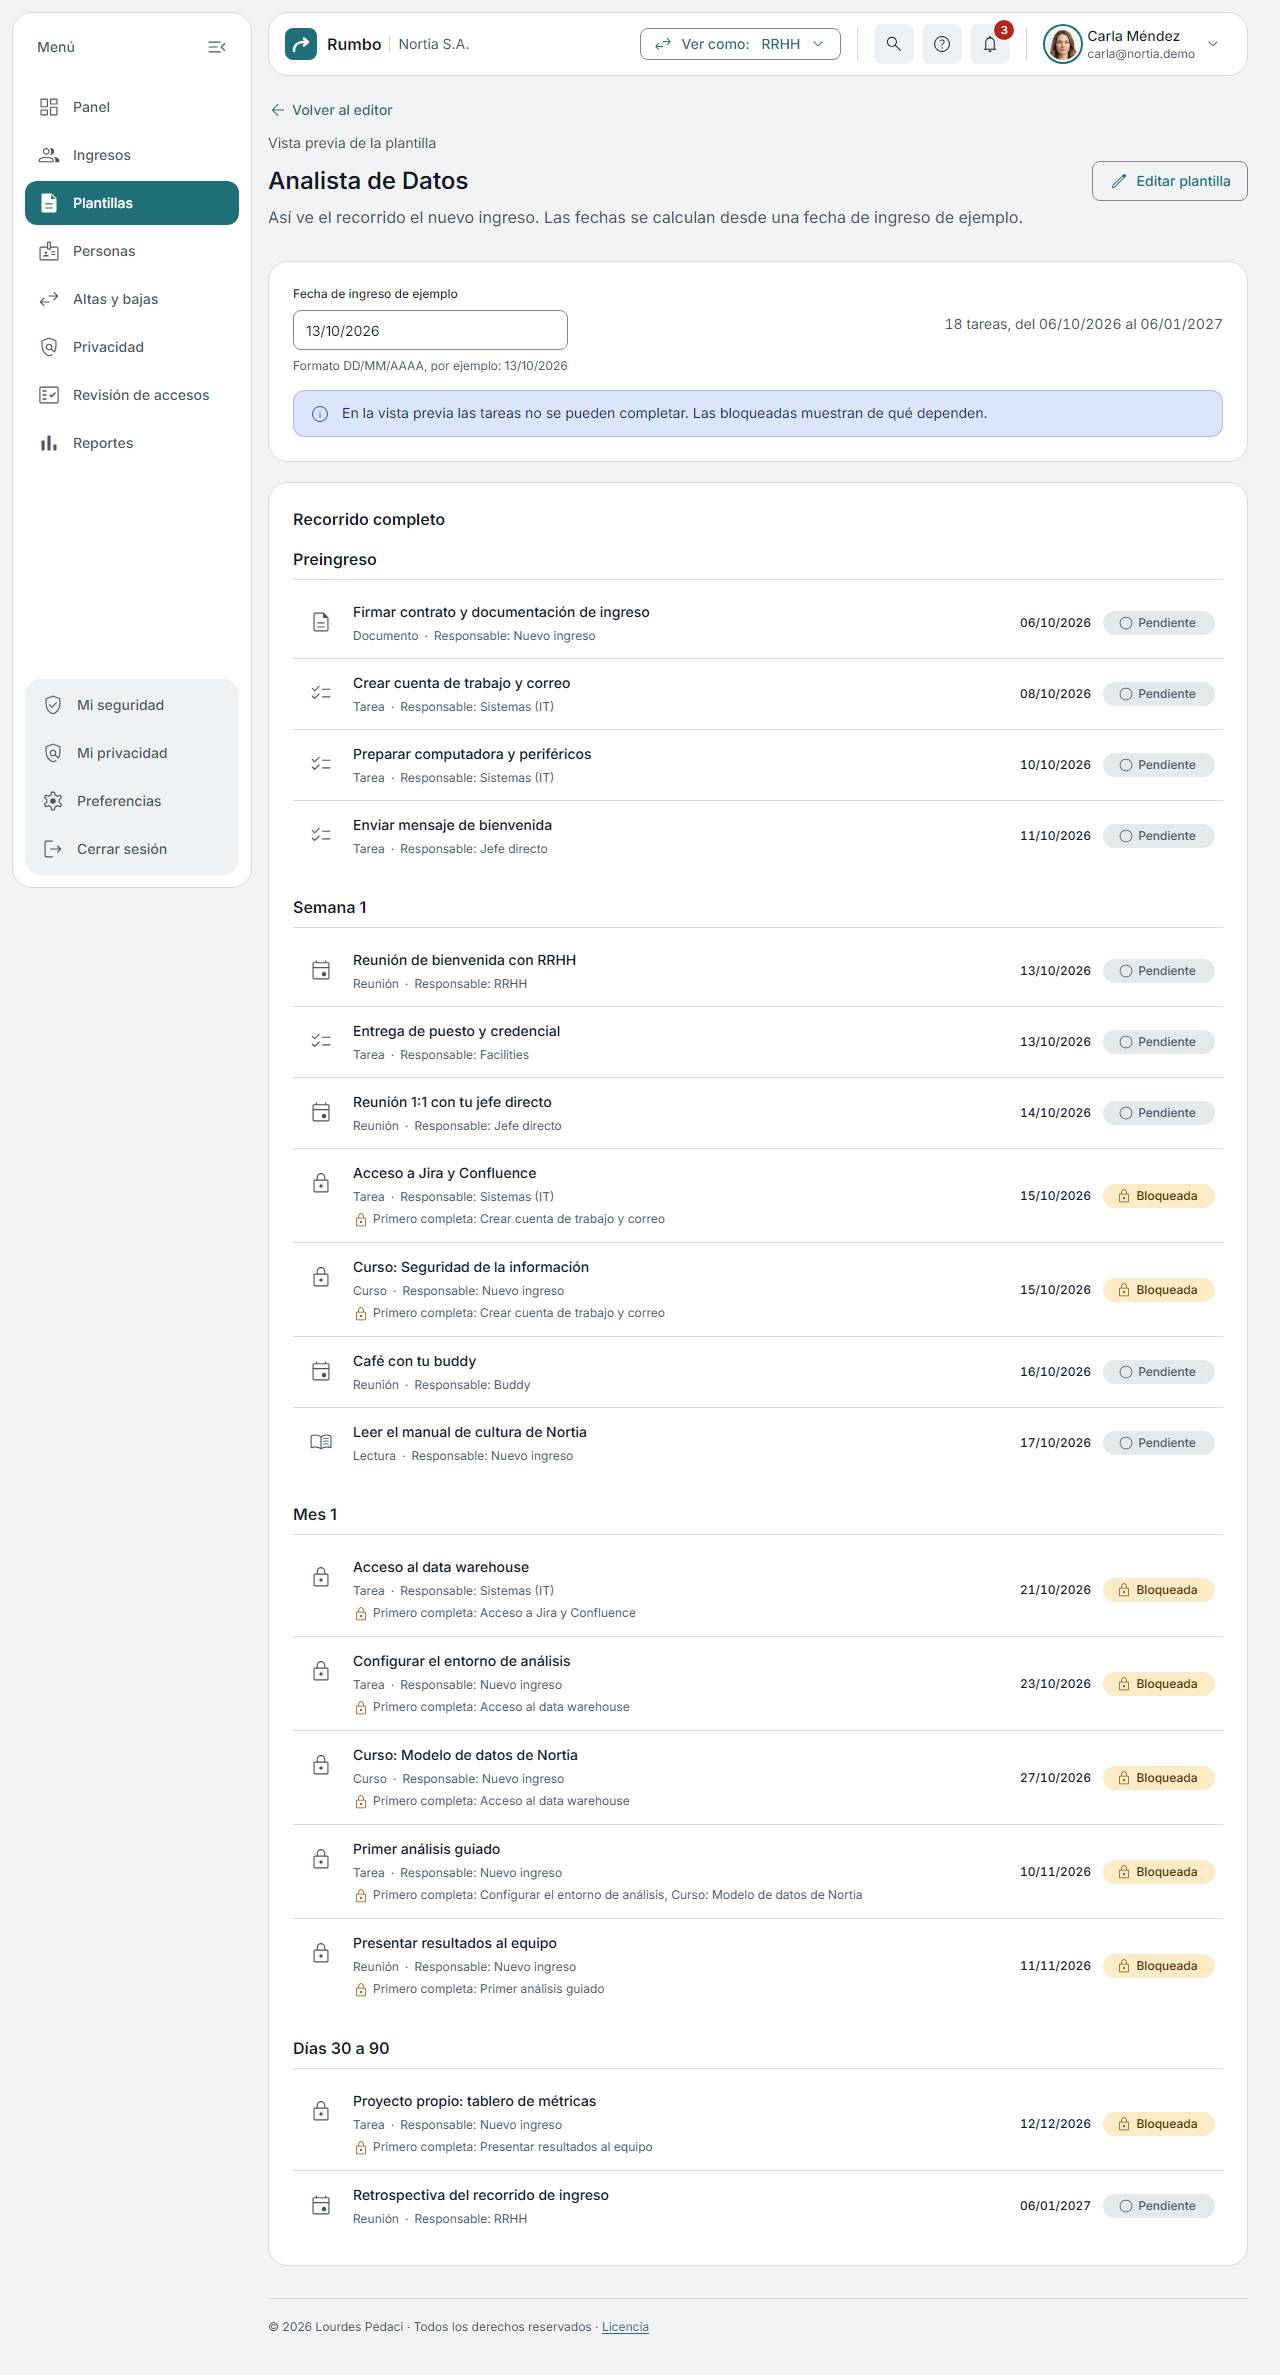 Menú
Panel
Ingresos
Plantillas
Personas
Altas y bajas
Privacidad
Revisión de accesos
Reportes
Mi seguridad
Mi privacidad
Preferencias
Cerrar sesión
Rumbo
Nortia S.A.
Ver como: RRHH
3
Carla Méndez
carla@nortia.demo
Volver al editor
Vista previa de la plantilla
Analista de Datos
Editar plantilla
Así ve el recorrido el nuevo ingreso. Las fechas se calculan desde una fecha de ingreso de ejemplo.
Fecha de ingreso de ejemplo
13/10/2026
18 tareas, del 06/10/2026 al 06/01/2027
Formato DD/MM/AAAA, por ejemplo: 13/10/2026
En la vista previa las tareas no se pueden completar. Las bloqueadas muestran de qué dependen.
Recorrido completo
Preingreso
Firmar contrato y documentación de ingreso
Documento · Responsable: Nuevo ingreso
06/10/2026 Pendiente
Crear cuenta de trabajo y correo
Tarea · Responsable: Sistemas (IT)
08/10/2026 Pendiente
Preparar computadora y periféricos
Tarea · Responsable: Sistemas (IT)
10/10/2026 Pendiente
Enviar mensaje de bienvenida
Tarea · Responsable: Jefe directo
11/10/2026 Pendiente
Semana 1
Reunión de bienvenida con RRHH
Reunión · Responsable: RRHH
13/10/2026 Pendiente
Entrega de puesto y credencial
Tarea · Responsable: Facilities
13/10/2026 Pendiente
Reunión 1:1 con tu jefe directo
Reunión · Responsable: Jefe directo
14/10/2026 Pendiente
Acceso a Jira y Confluence
Tarea · Responsable: Sistemas (IT)
Primero completa: Crear cuenta de trabajo y correo
15/10/2026 Bloqueada
Curso: Seguridad de la información
Curso · Responsable: Nuevo ingreso
Primero completa: Crear cuenta de trabajo y correo
15/10/2026 Bloqueada
Café con tu buddy
Reunión · Responsable: Buddy
16/10/2026 Pendiente
Leer el manual de cultura de Nortia
Lectura · Responsable: Nuevo ingreso
17/10/2026 Pendiente
Mes 1
Acceso al data warehouse
Tarea · Responsable: Sistemas (IT)
Primero completa: Acceso a Jira y Confluence
21/10/2026 Bloqueada
Configurar el entorno de análisis
Tarea · Responsable: Nuevo ingreso
Primero completa: Acceso al data warehouse
23/10/2026 Bloqueada
Curso: Modelo de datos de Nortia
Curso · Responsable: Nuevo ingreso
Primero completa: Acceso al data warehouse
27/10/2026 Bloqueada
Primer análisis guiado
Tarea · Responsable: Nuevo ingreso
Primero completa: Configurar el entorno de análisis, Curso: Modelo de datos de Nortia
10/11/2026 Bloqueada
Presentar resultados al equipo
Reunión · Responsable: Nuevo ingreso
Primero completa: Primer análisis guiado
11/11/2026 Bloqueada
Días 30 a 90
Proyecto propio: tablero de métricas
Tarea · Responsable: Nuevo ingreso
Primero completa: Presentar resultados al equipo
12/12/2026 Bloqueada
Retrospectiva del recorrido de ingreso
Reunión · Responsable: RRHH
06/01/2027 Pendiente
© 2026 Lourdes Pedaci · Todos los derechos reservados · Licencia